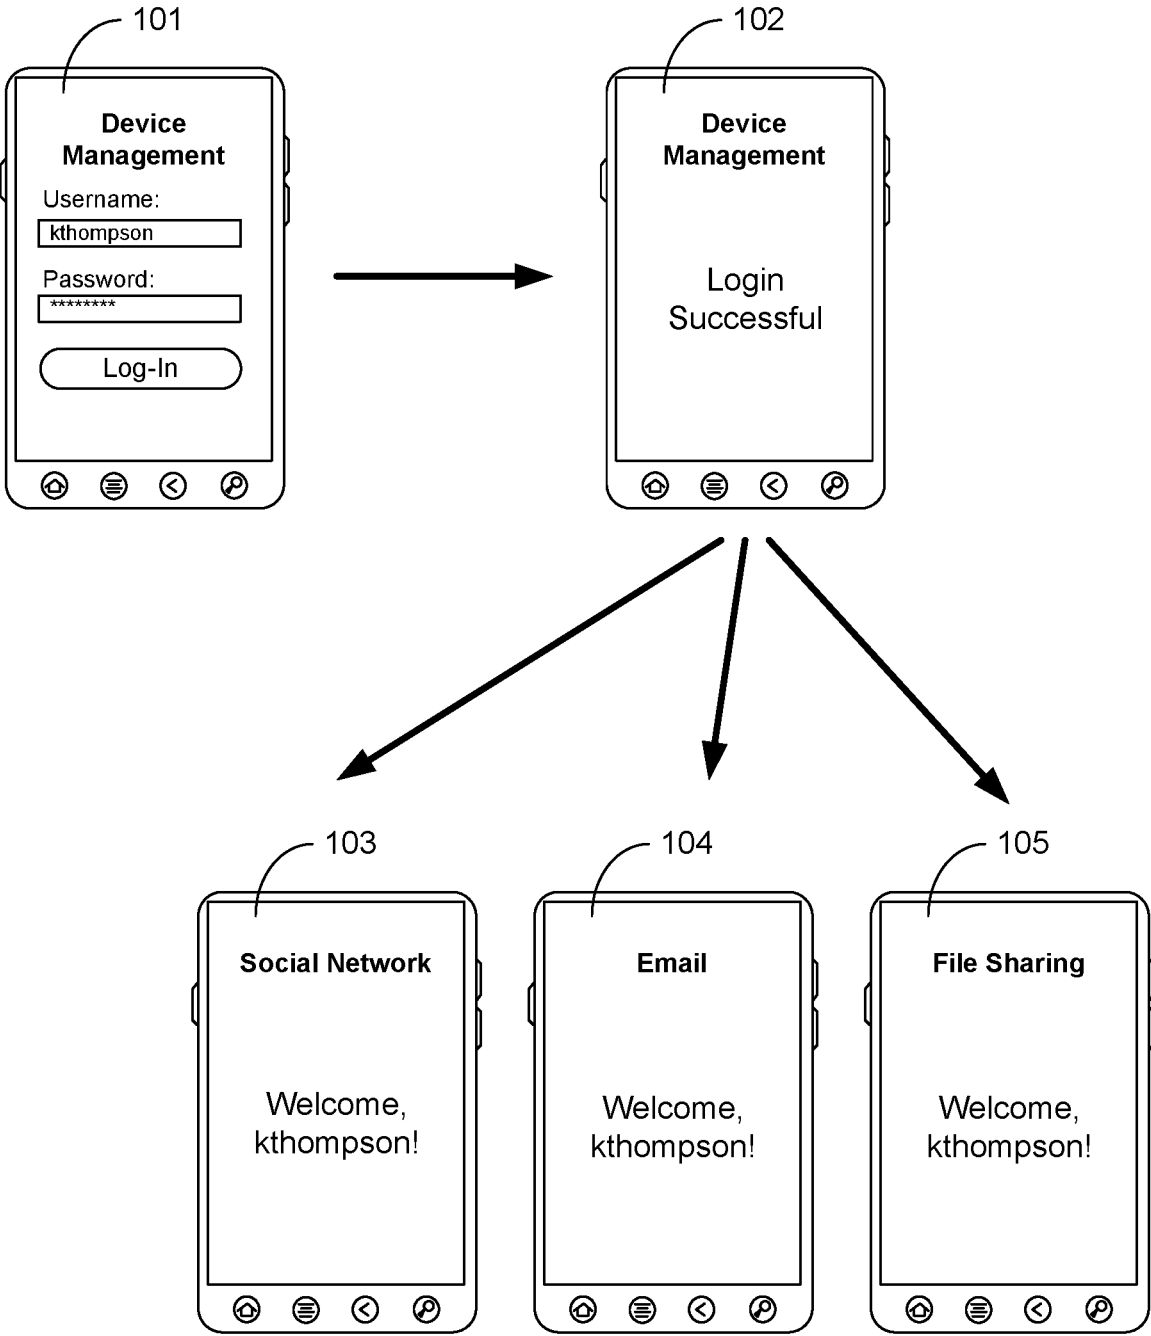 101
Device
Management
Username:
kthompson
Password:
********
Log-In
102
Device
Management
Login
Successful
103
Social Network
Welcome,
kthompson!
104
Email
Welcome,
kthompson!
105
File Sharing
Welcome,
kthompson!